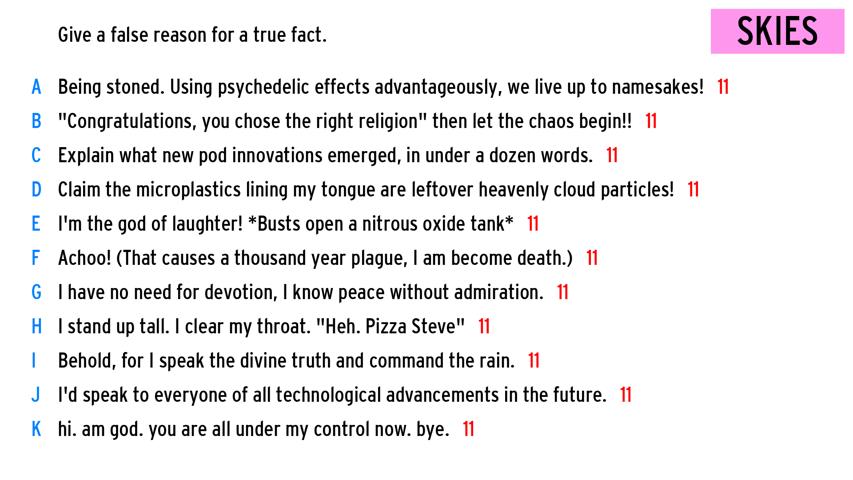 Give a false reason for a true fact.
SKIES
A Being stoned. Using psychedelic effects advantageously, we live up to namesakes! 11
B "Congratulations, you chose the right religion" then let the chaos begin!! 11
C Explain what new pod innovations emerged, in under a dozen words. 11
D Claim the microplastics lining my tongue are leftover heavenly cloud particles! 11
E I'm the god of laughter! *Busts open a nitrous oxide tank* 11
F Achoo! (That causes a thousand year plague, I am become death.) 11
G I have no need for devotion, I know peace without admiration. 11
H I stand up tall. I clear my throat. "Heh. Pizza Steve" 11
I Behold, for I speak the divine truth and command the rain. 11
J I'd speak to everyone of all technological advancements in the future. 11
K hi. am god. you are all under my control now. bye. 11